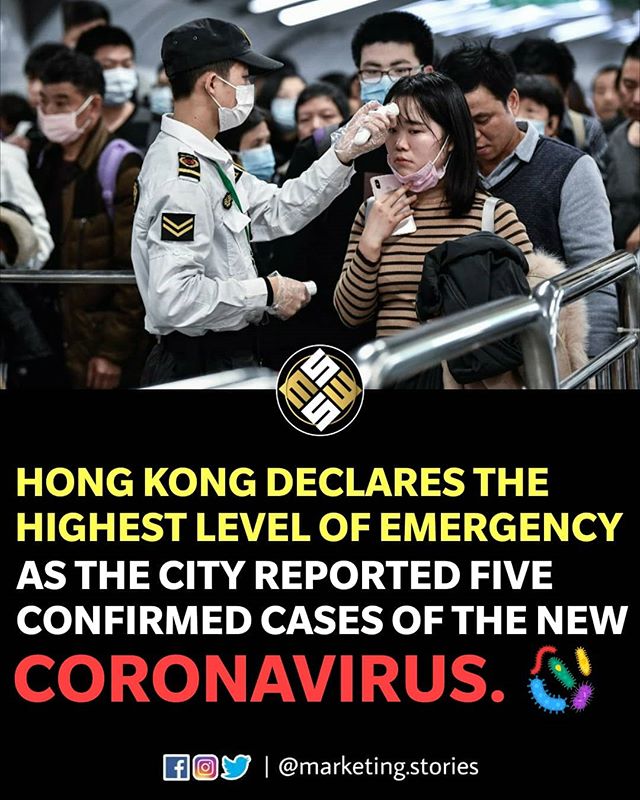 HONG KONG DECLARES THE
HIGHEST LEVEL OF EMERGENCY
AS THE CITY REPORTED FIVE
CONFIRMED CASES OF THE NEW
CORONAVIRUS.
| @marketing.stories